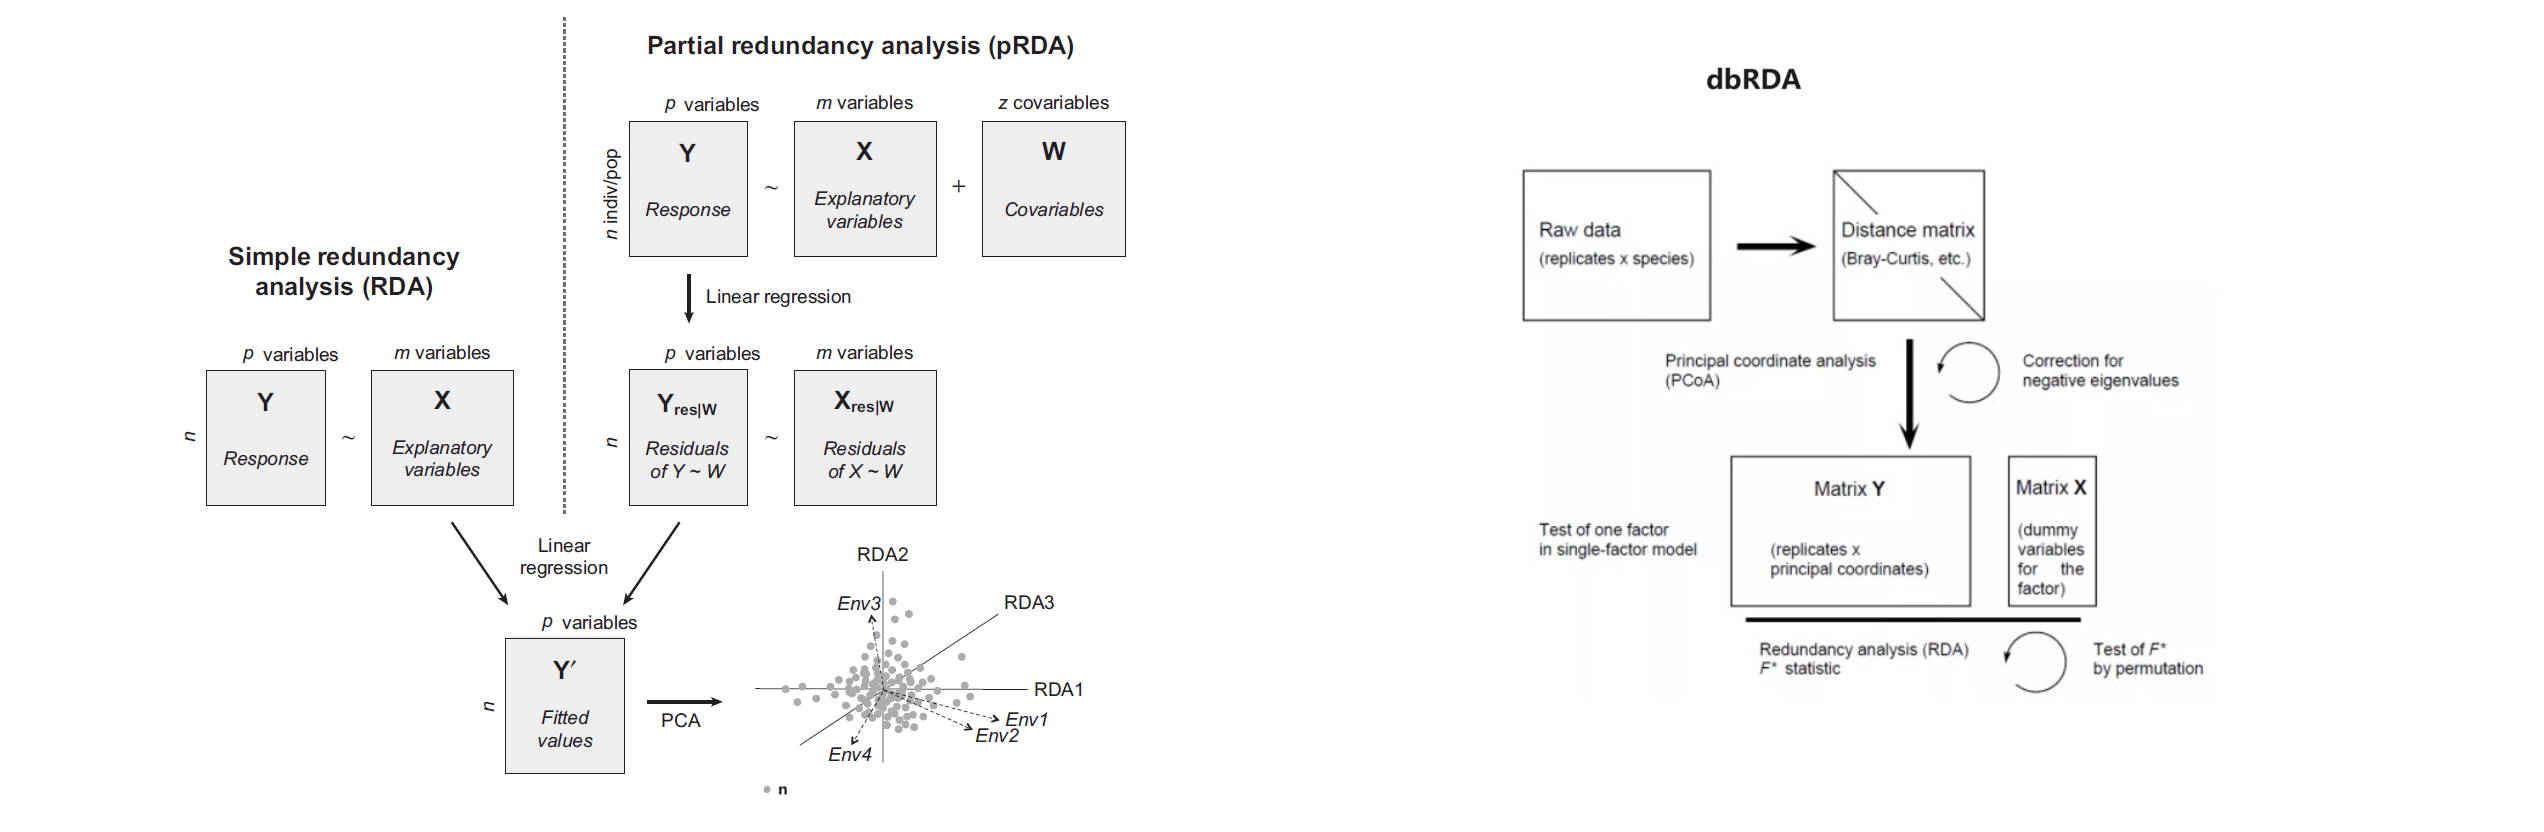 Partial redundancy analysis (pRDA)
p variables
m variables
z covariables
n indiv/pop
Y
Response
~
X
Explanatory
variables
+
W
Covariables
Linear regression
Simple redundancy
analysis (RDA)
p variables
m variables
n
Y
Response
~
X
Explanatory
variables
p variables
m variables
n
Yres|W
Residuals
of Y ~ W
~
Xres|W
Residuals
of X ~ W
Linear
regression
p variables
n
Y′
Fitted
values
PCA
RDA2
RDA3
RDA1
Env3
Env1
Env2
Env4
n
dbRDA
Raw data
(replicates x species)
Distance matrix
(Bray-Curtis, etc.)
Principal coordinate analysis
(PCoA)
Correction for
negative eigenvalues
Test of one factor
in single-factor model
Matrix Y
(replicates x
principal coordinates)
Matrix X
(dummy
variables
for the
factor)
Redundancy analysis (RDA)
F* statistic
Test of F*
by permutation